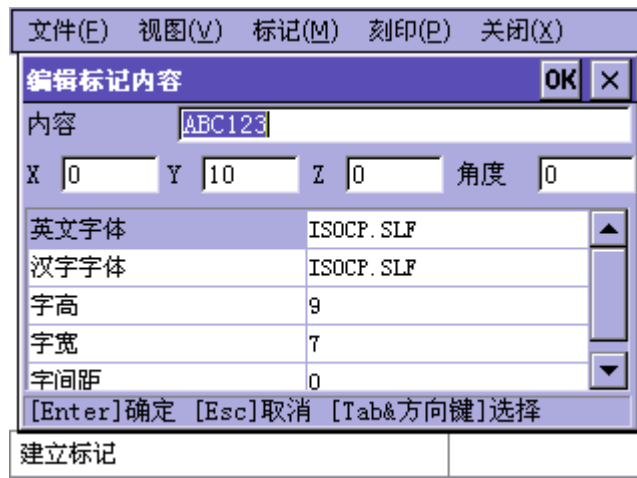 文件(F) 视图(V) 标记(M) 刻印(P) 关闭(X)
编辑标记内容 OK ×
内容 ABC123
X 0 Y 10 Z 0 角度 0
英文字体 ISOCP.SLF
汉字字体 ISOCP.SLF
字高 9
字宽 7
字间距 0
[Enter]确定 [Esc]取消 [Tab&方向键]选择
建立标记